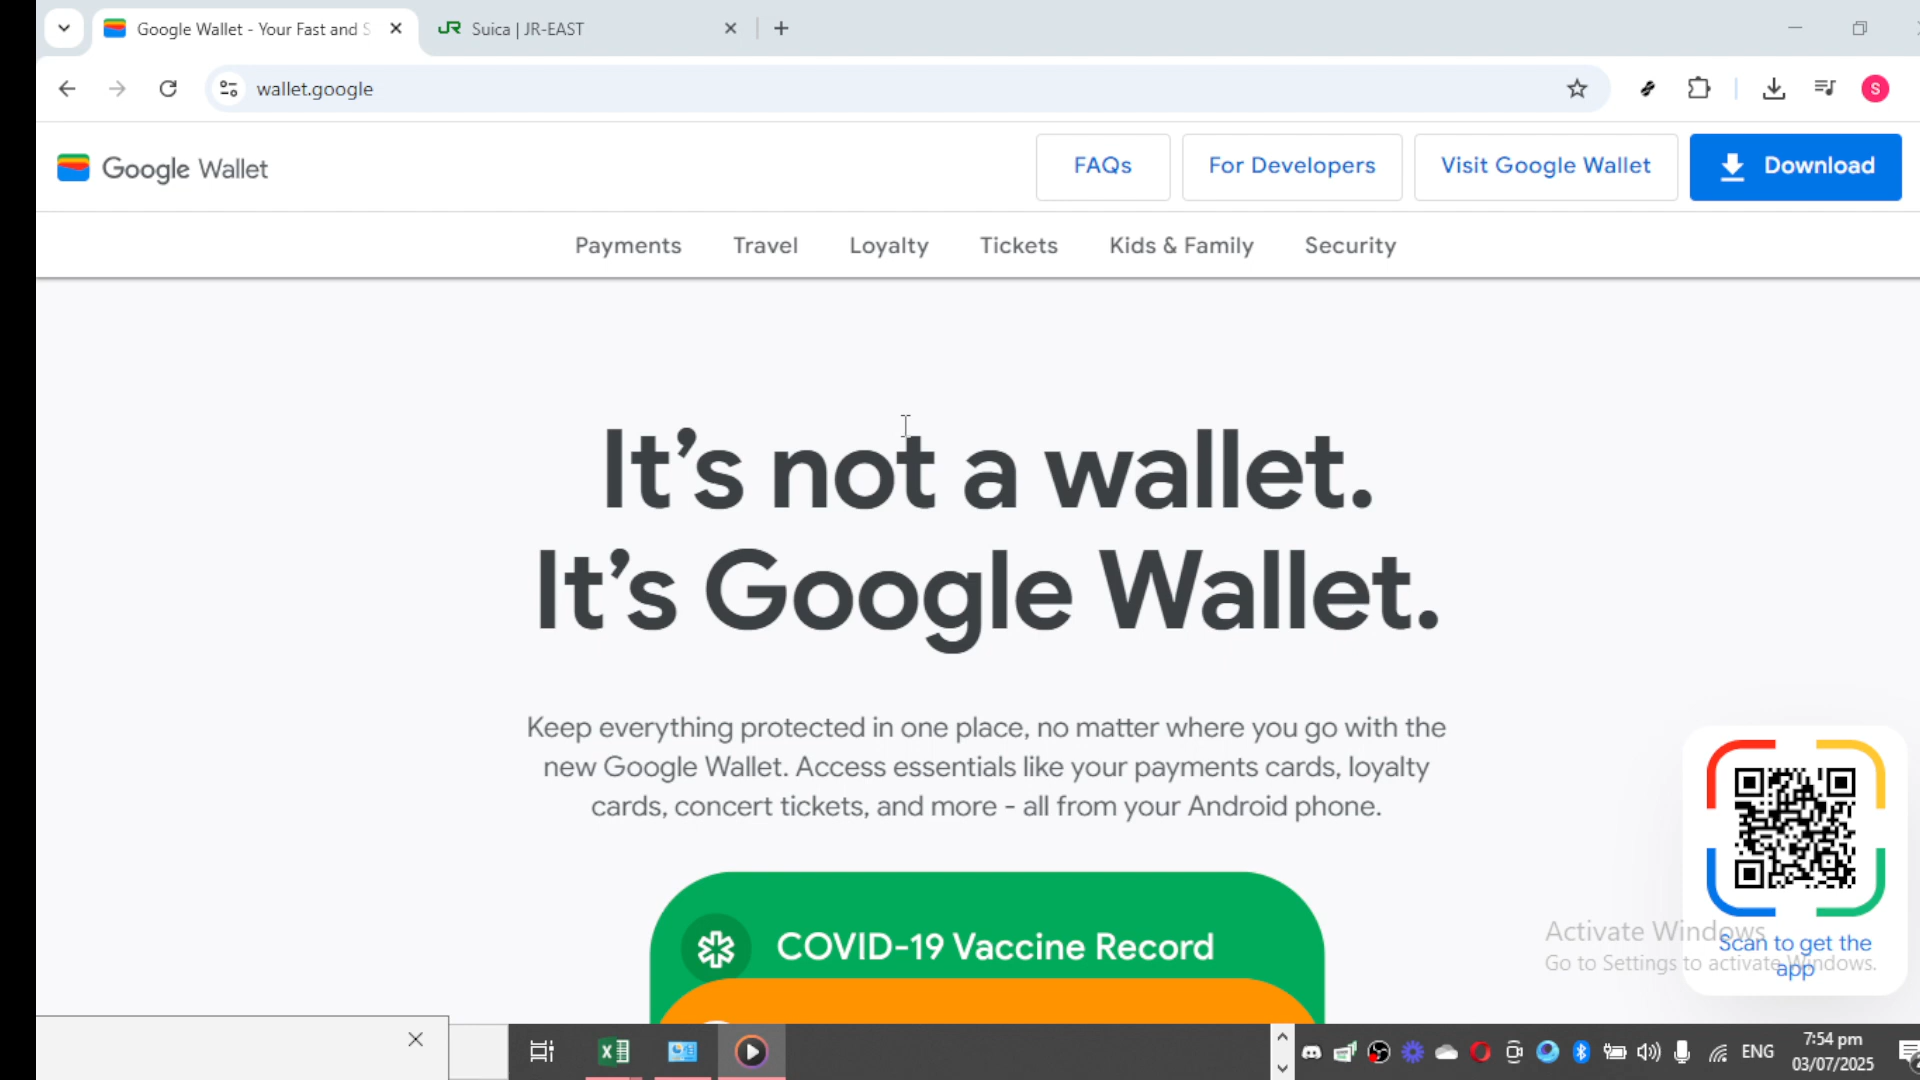 Google Wallet - Your Fast and S
Suica | JR-EAST
wallet.google
S
Google Wallet
FAQs
For Developers
Visit Google Wallet
Download
Payments
Travel
Loyalty
Tickets
Kids & Family
Security
It's not a wallet.
It's Google Wallet.
Keep everything protected in one place, no matter where you go with the
new Google Wallet. Access essentials like your payments cards, loyalty
cards, concert tickets, and more - all from your Android phone.
COVID-19 Vaccine Record
Scan to get the
app
Activate Windows
Go to Settings to activate Windows.
ENG
7:54 pm
03/07/2025